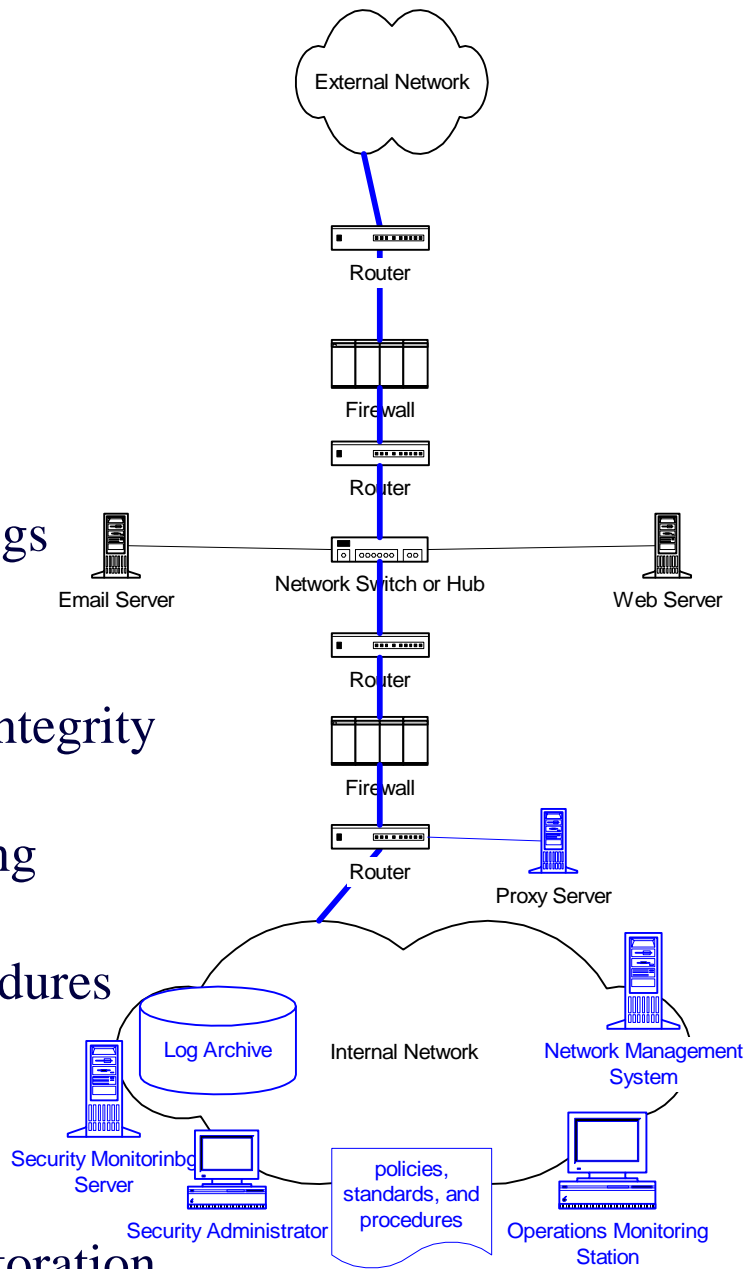 External Network
Router
Firewall
Router
gs
Network Switch or Hub
Email Server
Web Server
Router
ntegrity
Firewall
ng
Router
Proxy Server
dures
Log Archive
Internal Network
Network Management
System
Security Monitorinbg
Server
policies,
standards, and
procedures
Security Administrator
Operations Monitoring
Station
toration